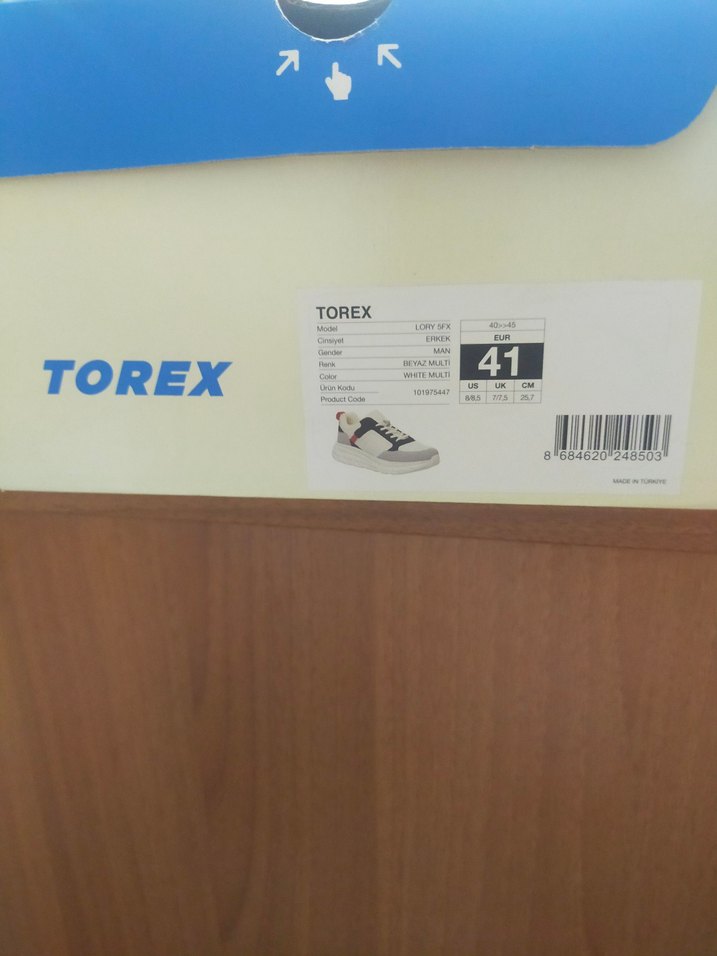 TOREX
TOREX
Model LORY 5FX
Cinsiyet ERKEK
Gender MAN
Renk BEYAZ MULTİ
Color WHITE MULTİ
Ürün Kodu
Product Code 101975447
40>>45
EUR
41
US UK CM
8/8,5 7/7,5 25,7
8 684620 248503
MADE IN TÜRKİYE